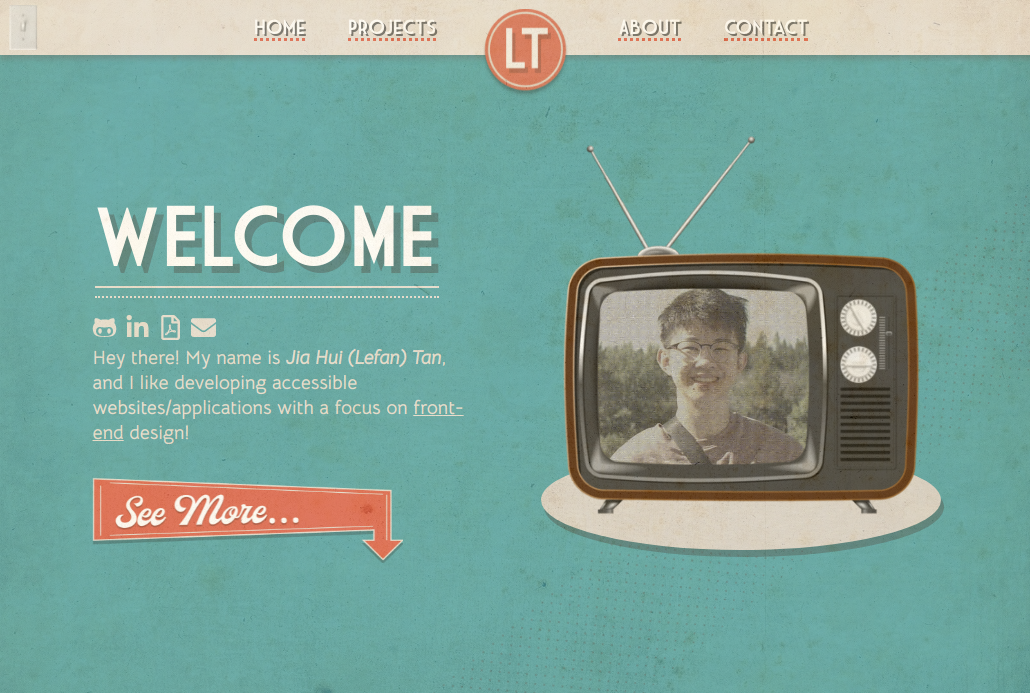 HOME PROJECTS LT ABOUT CONTACT
WELCOME
Hey there! My name is Jia Hui (Lefan) Tan,
and I like developing accessible
websites/applications with a focus on front-
end design!
See More...